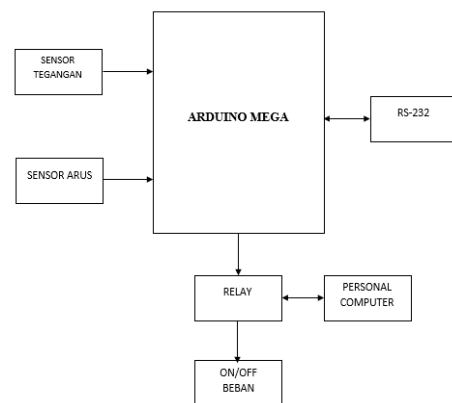 SENSOR
TEGANGAN
ARDUINO MEGA
RS-232
SENSOR ARUS
RELAY
PERSONAL
COMPUTER
ON/OFF
BEBAN